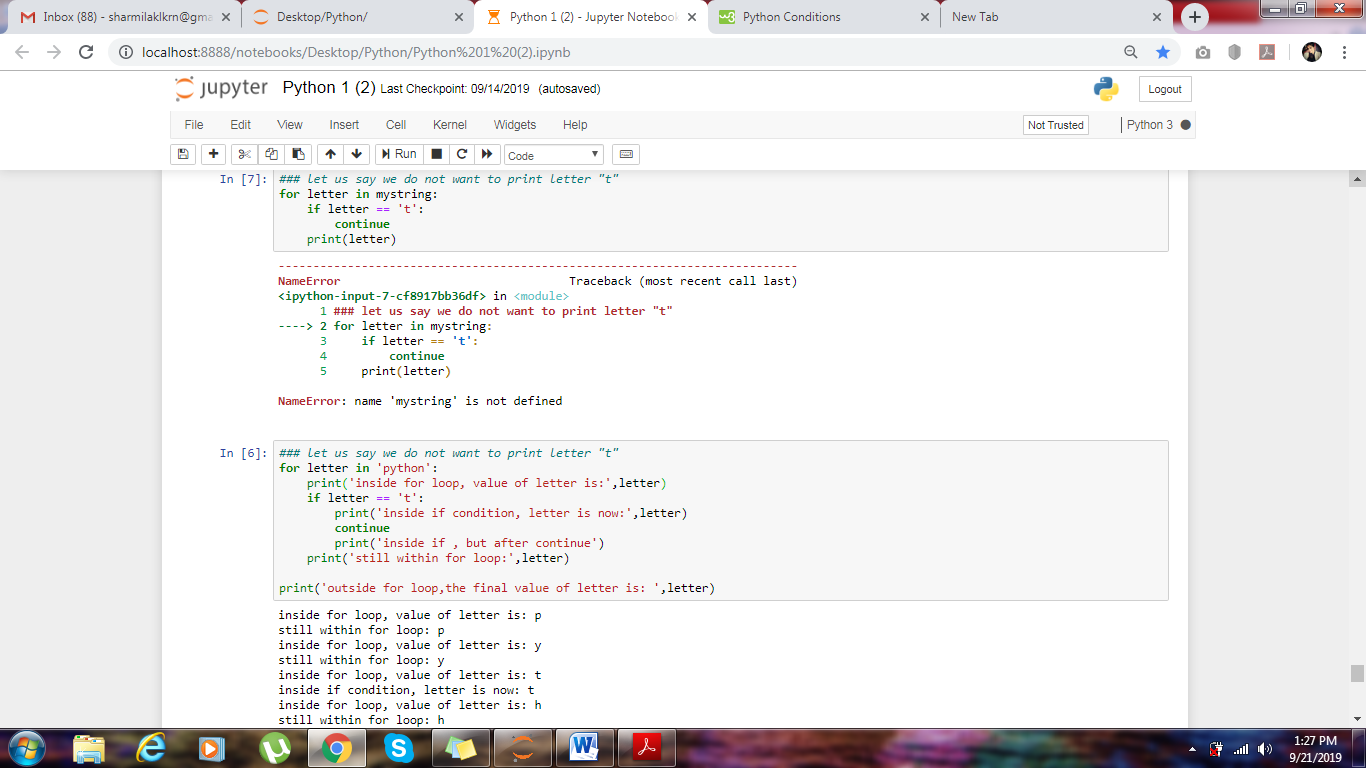 Inbox (88) - sharmilaklkrn@gma
Desktop/Python/
Python 1 (2) - Jupyter Notebook
Python Conditions
New Tab
localhost:8888/notebooks/Desktop/Python/Python%201%20(2).ipynb
jupyter Python 1 (2) Last Checkpoint: 09/14/2019 (autosaved)
Logout
File Edit View Insert Cell Kernel Widgets Help
Not Trusted
Python 3
Run
Code
In [7]: ### let us say we do not want to print letter "t"
for letter in mystring:
    if letter == 't':
        continue
    print(letter)
---------------------------------------------------------------------------
NameError                                 Traceback (most recent call last)
<ipython-input-7-cf8917bb36df> in <module>
      1 ### let us say we do not want to print letter "t"
----> 2 for letter in mystring:
      3     if letter == 't':
      4         continue
      5     print(letter)
NameError: name 'mystring' is not defined
In [6]: ### let us say we do not want to print letter "t"
for letter in 'python':
    print('inside for loop, value of letter is:',letter)
    if letter == 't':
        print('inside if condition, letter is now:',letter)
        continue
        print('inside if , but after continue')
    print('still within for loop:',letter)
print('outside for loop,the final value of letter is: ',letter)
inside for loop, value of letter is: p
still within for loop: p
inside for loop, value of letter is: y
still within for loop: y
inside for loop, value of letter is: t
inside if condition, letter is now: t
inside for loop, value of letter is: h
still within for loop: h
1:27 PM
9/21/2019